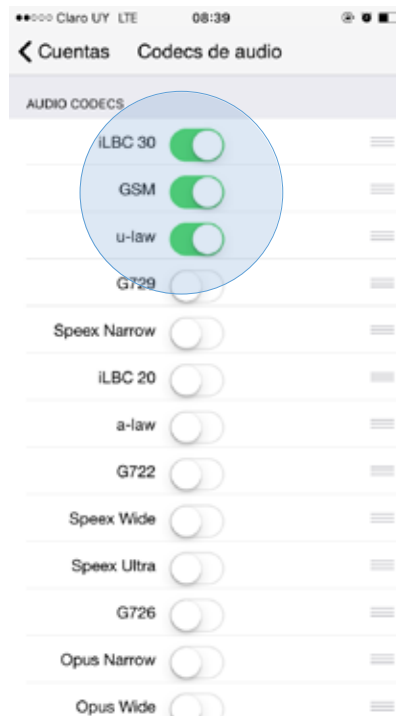 Claro UY LTE 08:39
Cuentas Codecs de audio
AUDIO CODECS
iLBC 30
GSM
u-law
G729
Speex Narrow
iLBC 20
a-law
G722
Speex Wide
Speex Ultra
G726
Opus Narrow
Opus Wide